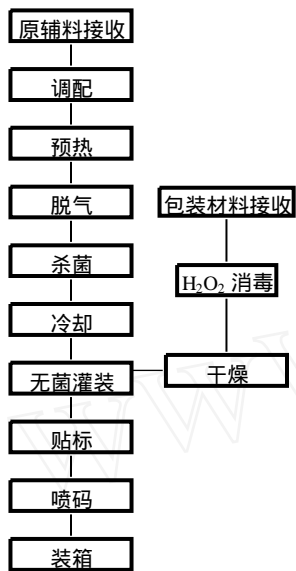 原辅料接收
调配
预热
脱气
杀菌
冷却
无菌灌装
贴标
喷码
装箱
包装材料接收
H₂O₂ 消毒
干燥